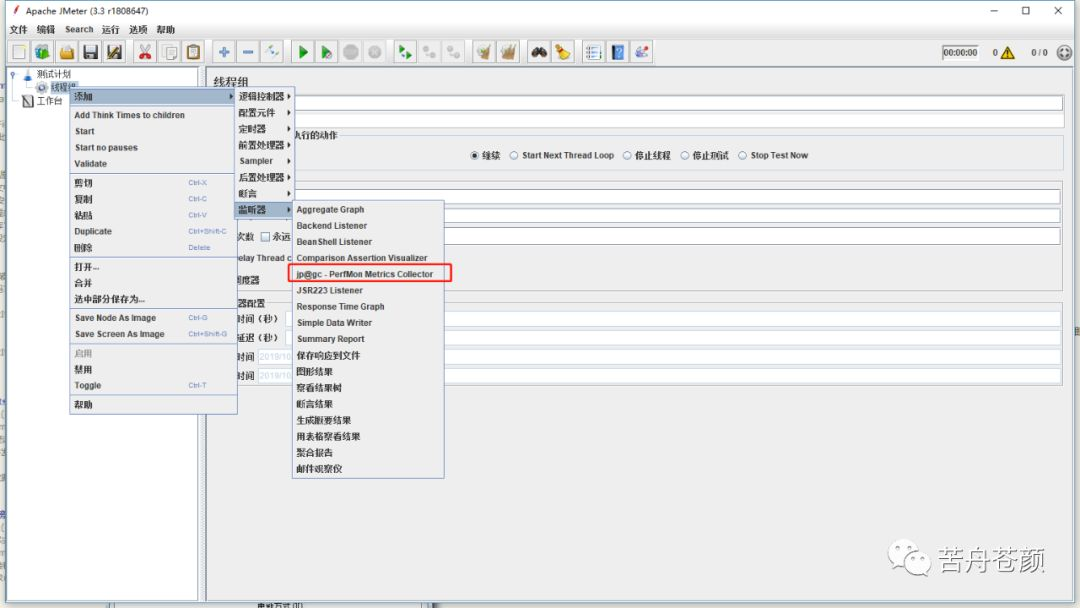 Apache JMeter (3.3 r1808647)
文件 编辑 Search 运行 选项 帮助
00:00:00 0 0 / 0
测试计划
线程组
工作台
线程组
添加
Add Think Times to children
Start
Start no pauses
Validate
剪切 Ctrl-X
复制 Ctrl-C
粘贴 Ctrl-V
Duplicate Ctrl+Shift-C
删除 Delete
打开...
合并
选中部分保存为...
Save Node As Image Ctrl-G
Save Screen As Image Ctrl+Shift-G
启用
禁用
Toggle Ctrl-T
帮助
逻辑控制器
配置元件
定时器
前置处理器
Sampler
后置处理器
断言
监听器
执行的动作
继续 Start Next Thread Loop 停止线程 停止测试 Stop Test Now
次数 永远
elay Thread c
调度器
器配置
时间（秒）
延迟（秒）
时间 2019/10
时间 2019/10
Aggregate Graph
Backend Listener
BeanShell Listener
Comparison Assertion Visualizer
jp@gc - PerfMon Metrics Collector
JSR223 Listener
Response Time Graph
Simple Data Writer
Summary Report
保存响应到文件
图形结果
察看结果树
断言结果
生成概要结果
用表格察看结果
聚合报告
邮件观察仪
苦舟苍颜